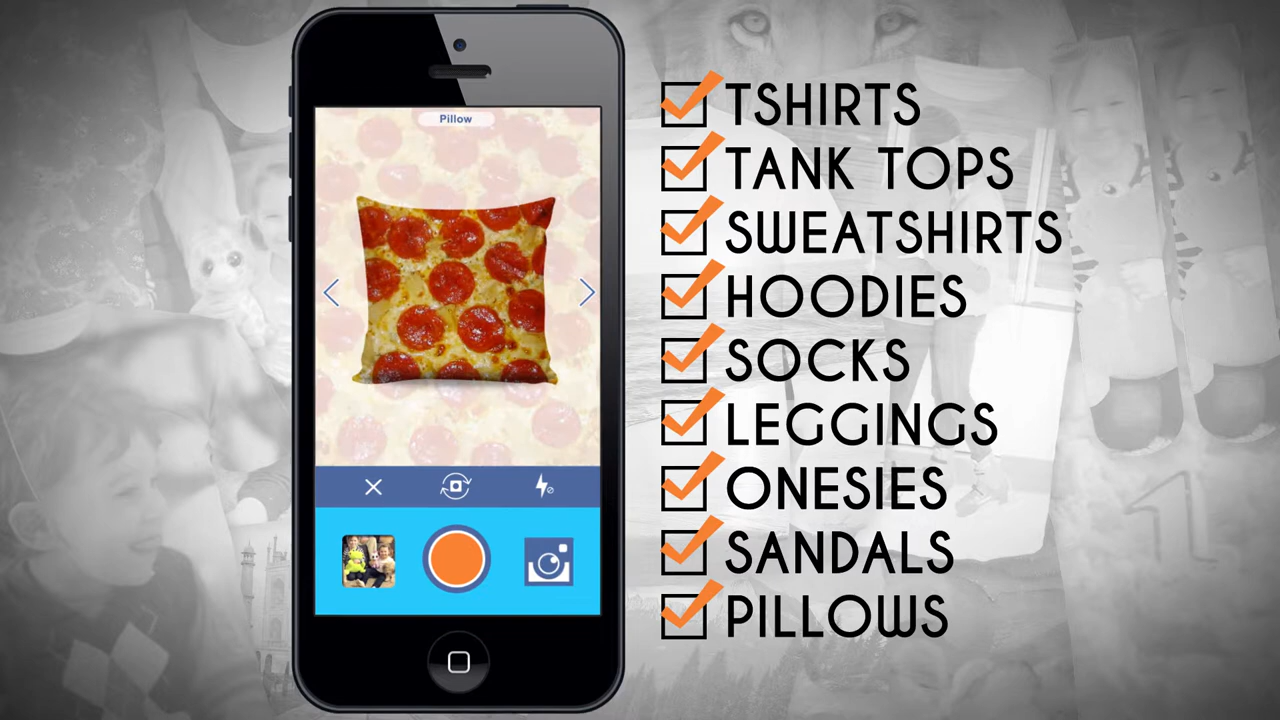 Pillow
TSHIRTS
TANK TOPS
SWEATSHIRTS
HOODIES
SOCKS
LEGGINGS
ONESIES
SANDALS
PILLOWS